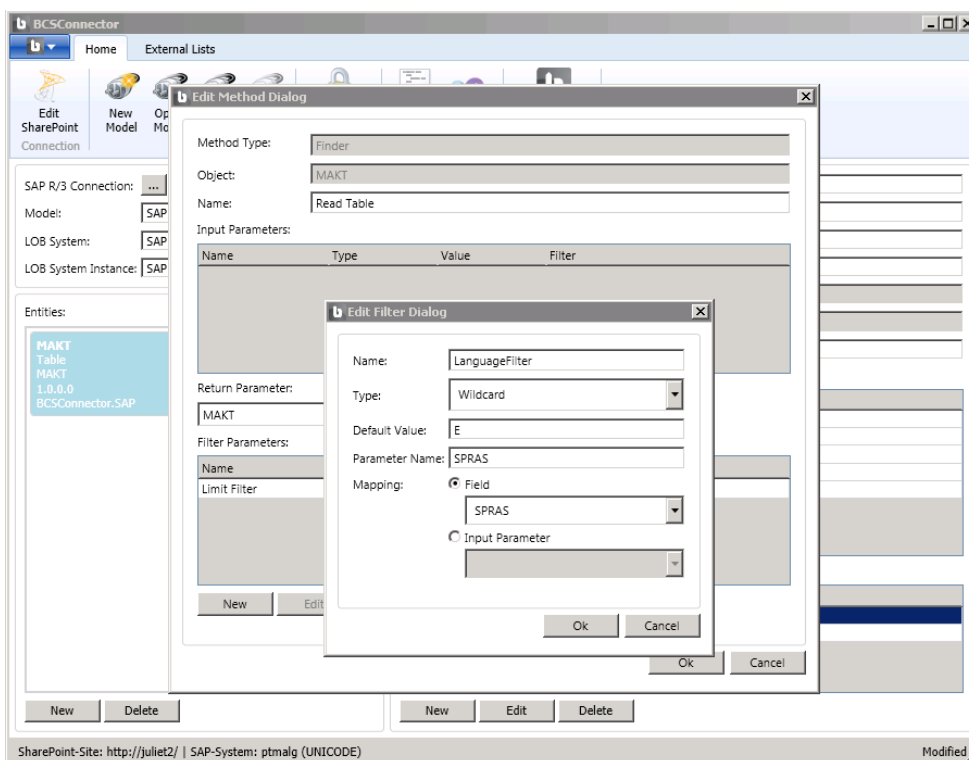 BCSConnector
Home External Lists
Edit SharePoint
New Model
Connection
Edit Method Dialog
Method Type: Finder
Object: MAKT
Name: Read Table
Input Parameters:
Name Type Value Filter
SAP R/3 Connection: ...
Model: SAP
LOB System: SAP
LOB System Instance: SAP
Entities:
MAKT
Table
MAKT
1.0.0.0
BCSConnector.SAP
Return Parameter:
MAKT
Filter Parameters:
Name
Limit Filter
New Edit
Ok Cancel
Edit Filter Dialog
Name: LanguageFilter
Type: Wildcard
Default Value: E
Parameter Name: SPRAS
Mapping: Field
SPRAS
Input Parameter
Ok Cancel
New Delete
New Edit Delete
SharePoint-Site: http://juliet2/ | SAP-System: ptmalg (UNICODE) Modified